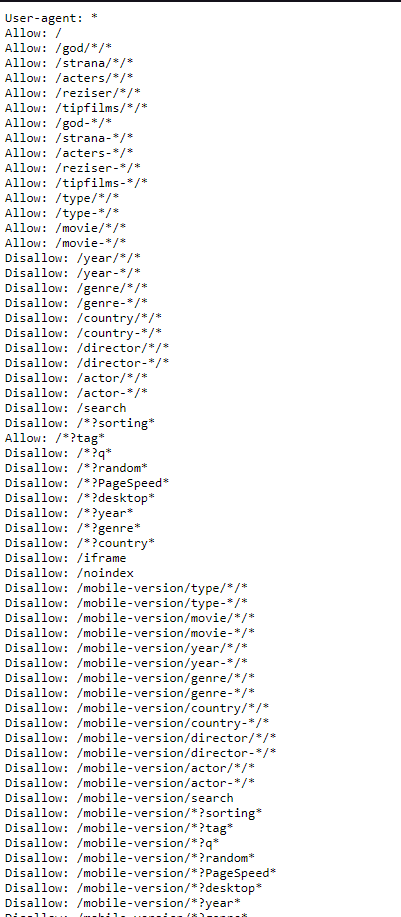 User-agent: *
Allow: /
Allow: /god/*/*
Allow: /strana/*/*
Allow: /acters/*/*
Allow: /reziser/*/*
Allow: /tipfilms/*/*
Allow: /god-*/*
Allow: /strana-*/*
Allow: /acters-*/*
Allow: /reziser-*/*
Allow: /tipfilms-*/*
Allow: /type/*/*
Allow: /type-*/*
Allow: /movie/*/*
Allow: /movie-*/*
Disallow: /year/*/*
Disallow: /year-*/*
Disallow: /genre/*/*
Disallow: /genre-*/*
Disallow: /country/*/*
Disallow: /country-*/*
Disallow: /director/*/*
Disallow: /director-*/*
Disallow: /actor/*/*
Disallow: /actor-*/*
Disallow: /search
Disallow: /*?sorting*
Allow: /*?tag*
Disallow: /*?q*
Disallow: /*?random*
Disallow: /*?PageSpeed*
Disallow: /*?desktop*
Disallow: /*?year*
Disallow: /*?genre*
Disallow: /*?country*
Disallow: /iframe
Disallow: /noindex
Disallow: /mobile-version/type/*/*
Disallow: /mobile-version/type-*/*
Disallow: /mobile-version/movie/*/*
Disallow: /mobile-version/movie-*/*
Disallow: /mobile-version/year/*/*
Disallow: /mobile-version/year-*/*
Disallow: /mobile-version/genre/*/*
Disallow: /mobile-version/genre-*/*
Disallow: /mobile-version/country/*/*
Disallow: /mobile-version/country-*/*
Disallow: /mobile-version/director/*/*
Disallow: /mobile-version/director-*/*
Disallow: /mobile-version/actor/*/*
Disallow: /mobile-version/actor-*/*
Disallow: /mobile-version/search
Disallow: /mobile-version/*?sorting*
Disallow: /mobile-version/*?tag*
Disallow: /mobile-version/*?q*
Disallow: /mobile-version/*?random*
Disallow: /mobile-version/*?PageSpeed*
Disallow: /mobile-version/*?desktop*
Disallow: /mobile-version/*?year*
Disallow: /mobile-version/*?genre*